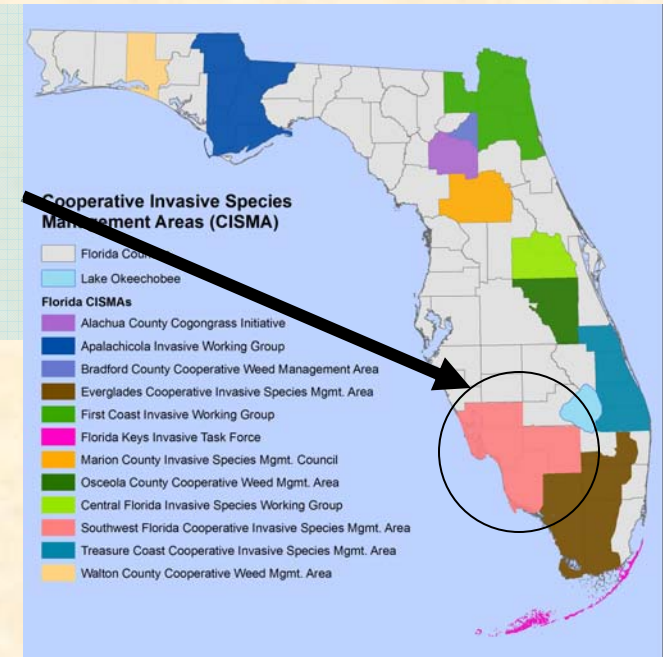 Cooperative Invasive Species
Management Areas (CISMA)
Florida
Lake Okeechobee
Florida CISMAs
Alachua County Cogongrass Initiative
Apalachicola Invasive Working Group
Bradford County Cooperative Weed Management Area
Everglades Cooperative Invasive Species Mgmt. Area
First Coast Invasive Working Group
Florida Keys Invasive Task Force
Marion County Invasive Species Mgmt. Council
Osceola County Cooperative Weed Mgmt. Area
Central Florida Invasive Species Working Group
Southwest Florida Cooperative Invasive Species Mgmt. Area
Treasure Coast Cooperative Invasive Species Mgmt. Area
Walton County Cooperative Weed Mgmt. Area